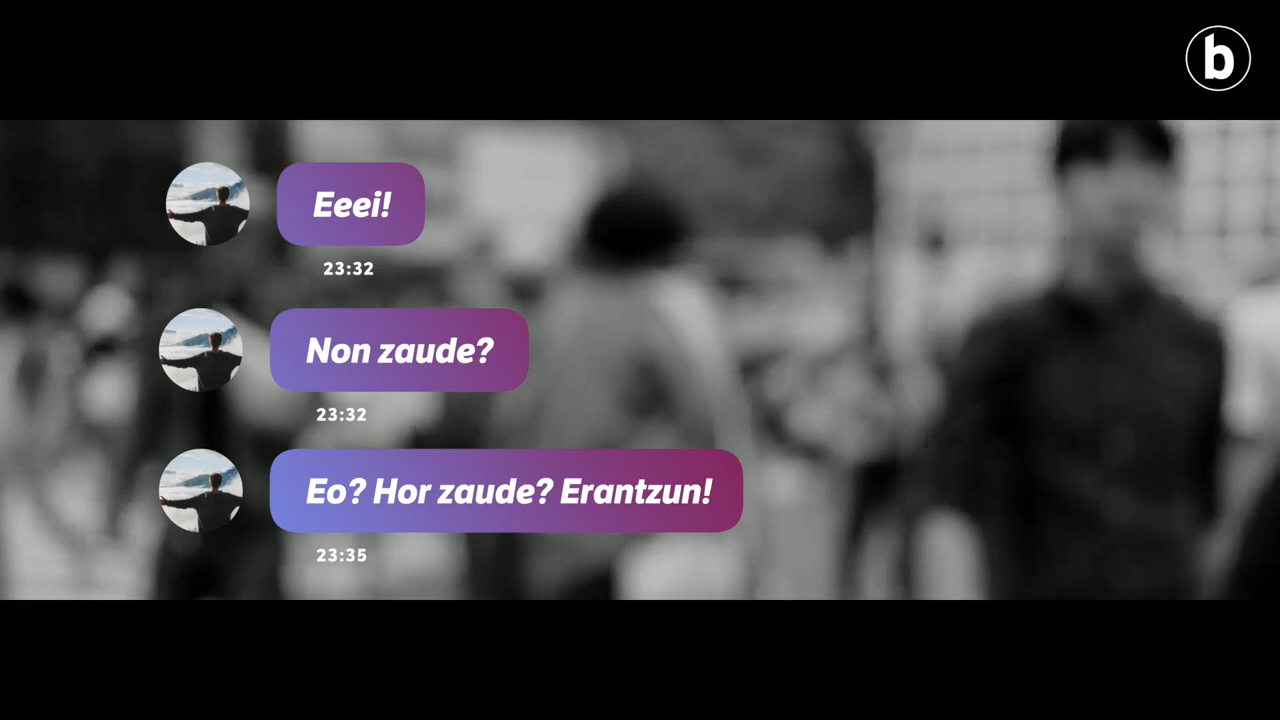 b
Eeei!
23:32
Non zaude?
23:32
Eo? Hor zaude? Erantzun!
23:35